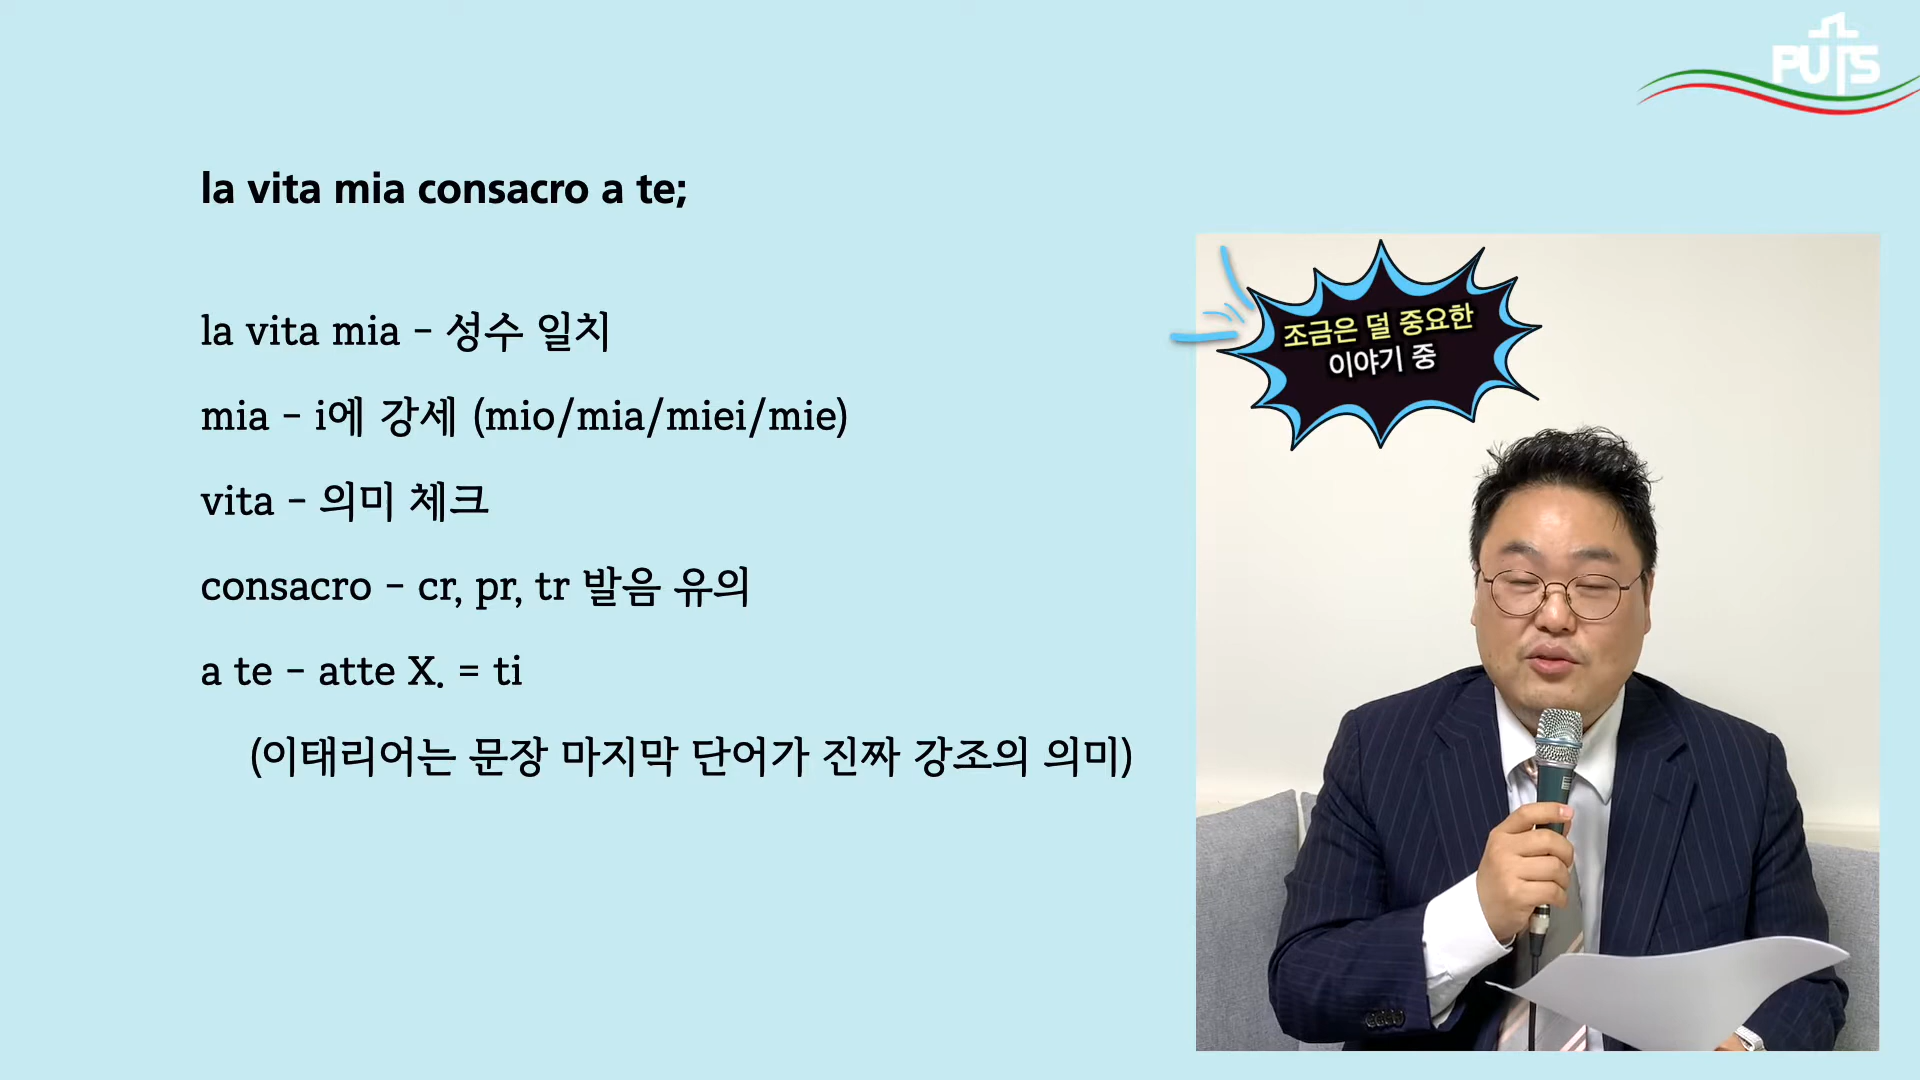 PUTS
la vita mia consacro a te;
la vita mia - 성수 일치
mia - i에 강세 (mio/mia/miei/mie)
vita - 의미 체크
consacro - cr, pr, tr 발음 유의
a te - atte X. = ti
(이태리어는 문장 마지막 단어가 진짜 강조의 의미)
조금은 덜 중요한
이야기 중